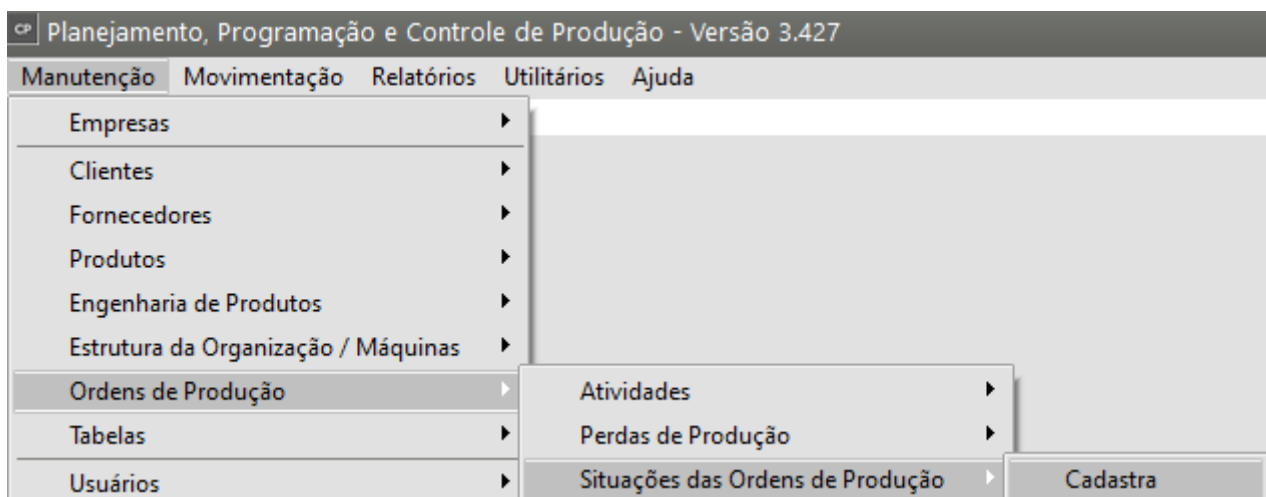 CP Planejamento, Programação e Controle de Produção - Versão 3.427
Manutenção Movimentação Relatórios Utilitários Ajuda
Empresas
Clientes
Fornecedores
Produtos
Engenharia de Produtos
Estrutura da Organização / Máquinas
Ordens de Produção Atividades
Tabelas Perdas de Produção
Usuários Situações das Ordens de Produção Cadastra